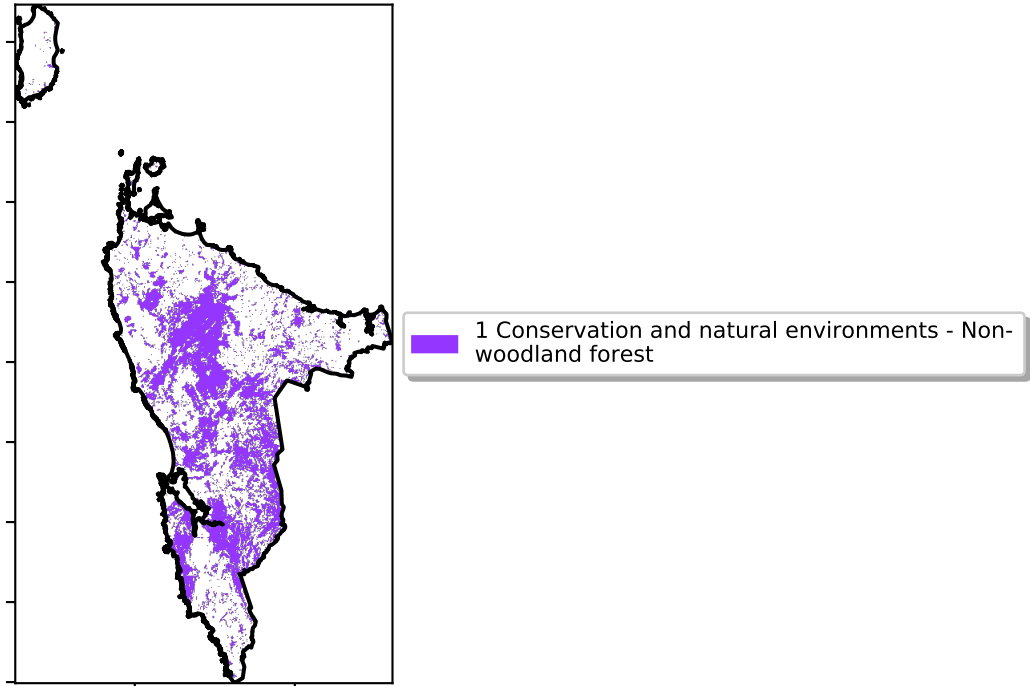 1 Conservation and natural environments - Non-
woodland forest